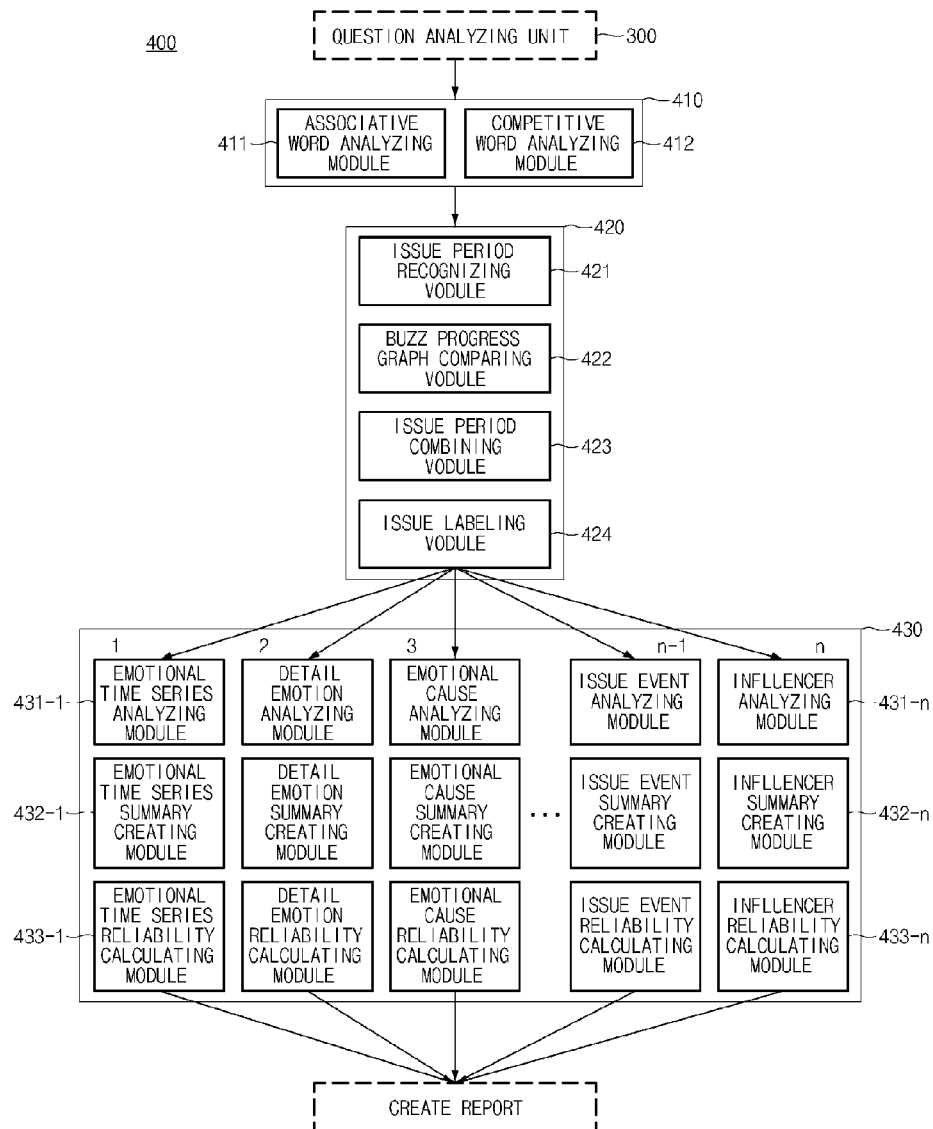 400
QUESTION ANALYZING UNIT
300
410
411
ASSOCIATIVE
WORD ANALYZING
MODULE
COMPETITIVE
WORD ANALYZING
MODULE
412
420
ISSUE PERIOD
RECOGNIZING
VODULE
421
BUZZ PROGRESS
GRAPH COMPARING
VODULE
422
ISSUE PERIOD
COMBINING
VODULE
423
ISSUE LABELING
VODULE
424
430
1
2
3
n-1
n
431-1
EMOTIONAL
TIME SERIES
ANALYZING
MODULE
DETAIL
EMOTION
ANALYZING
MODULE
EMOTIONAL
CAUSE
ANALYZING
MODULE
ISSUE EVENT
ANALYZING
MODULE
INFLUENCER
ANALYZING
MODULE
431-n
432-1
EMOTIONAL
TIME SERIES
SUMMARY
CREATING
MODULE
DETAIL
EMOTION
SUMMARY
CREATING
MODULE
EMOTIONAL
CAUSE
SUMMARY
CREATING
MODULE
...
ISSUE EVENT
SUMMARY
CREATING
MODULE
INFLUENCER
SUMMARY
CREATING
MODULE
432-n
433-1
EMOTIONAL
TIME SERIES
RELIABILITY
CALCULATING
MODULE
DETAIL
EMOTION
RELIABILITY
CALCULATING
MODULE
EMOTIONAL
CAUSE
RELIABILITY
CALCULATING
MODULE
ISSUE EVENT
RELIABILITY
CALCULATING
MODULE
INFLUENCER
RELIABILITY
CALCULATING
MODULE
433-n
CREATE REPORT